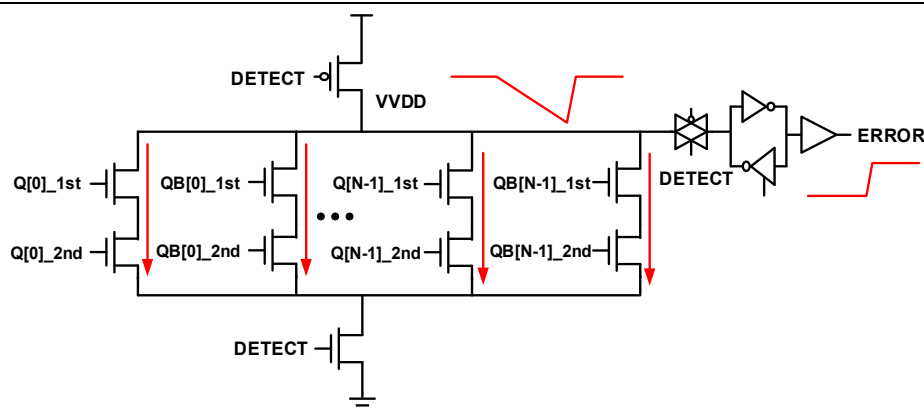 DETECT
VVDD
ERROR
DETECT
Q[0]_1st
QB[0]_1st
Q[N-1]_1st
QB[N-1]_1st
Q[0]_2nd
QB[0]_2nd
Q[N-1]_2nd
QB[N-1]_2nd
DETECT